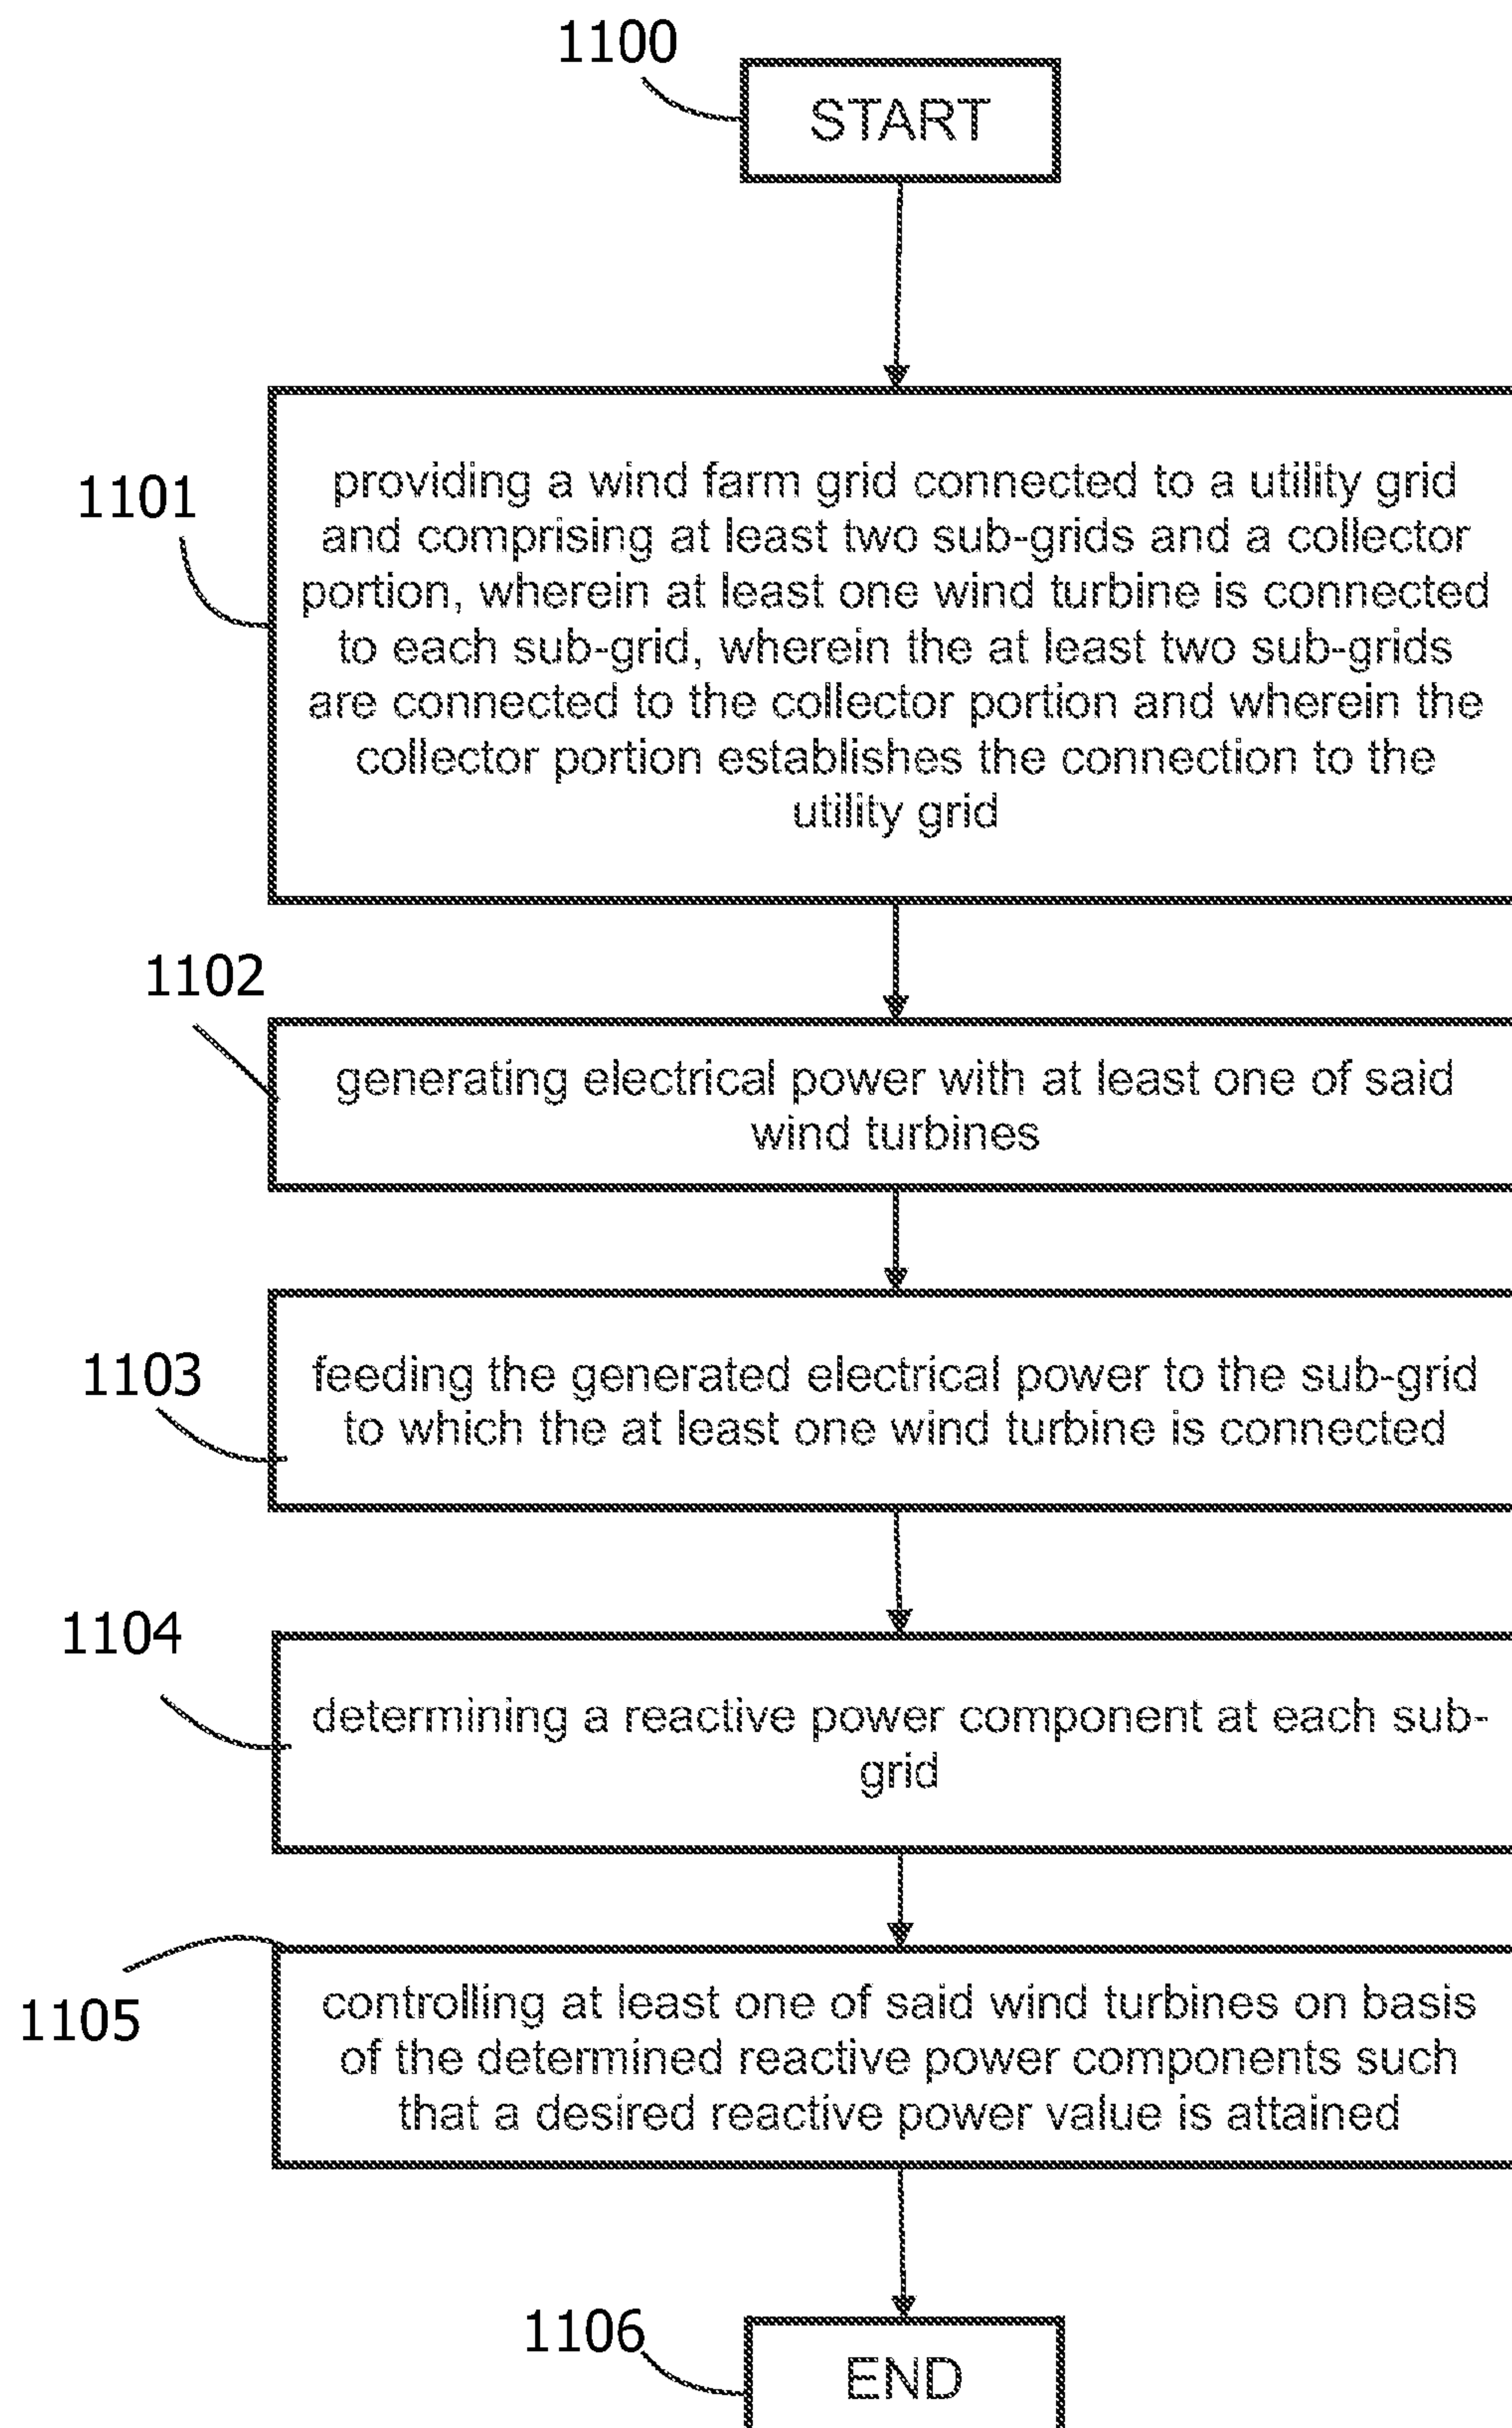 1100
START
1101
providing a wind farm grid connected to a utility grid
and comprising at least two sub-grids and a collector
portion, wherein at least one wind turbine is connected
to each sub-grid, wherein the at least two sub-grids
are connected to the collector portion and wherein the
collector portion establishes the connection to the
utility grid
1102
generating electrical power with at least one of said
wind turbines
1103
feeding the generated electrical power to the sub-grid
to which the at least one wind turbine is connected
1104
determining a reactive power component at each sub-
grid
1105
controlling at least one of said wind turbines on basis
of the determined reactive power components such
that a desired reactive power value is attained
1106
END